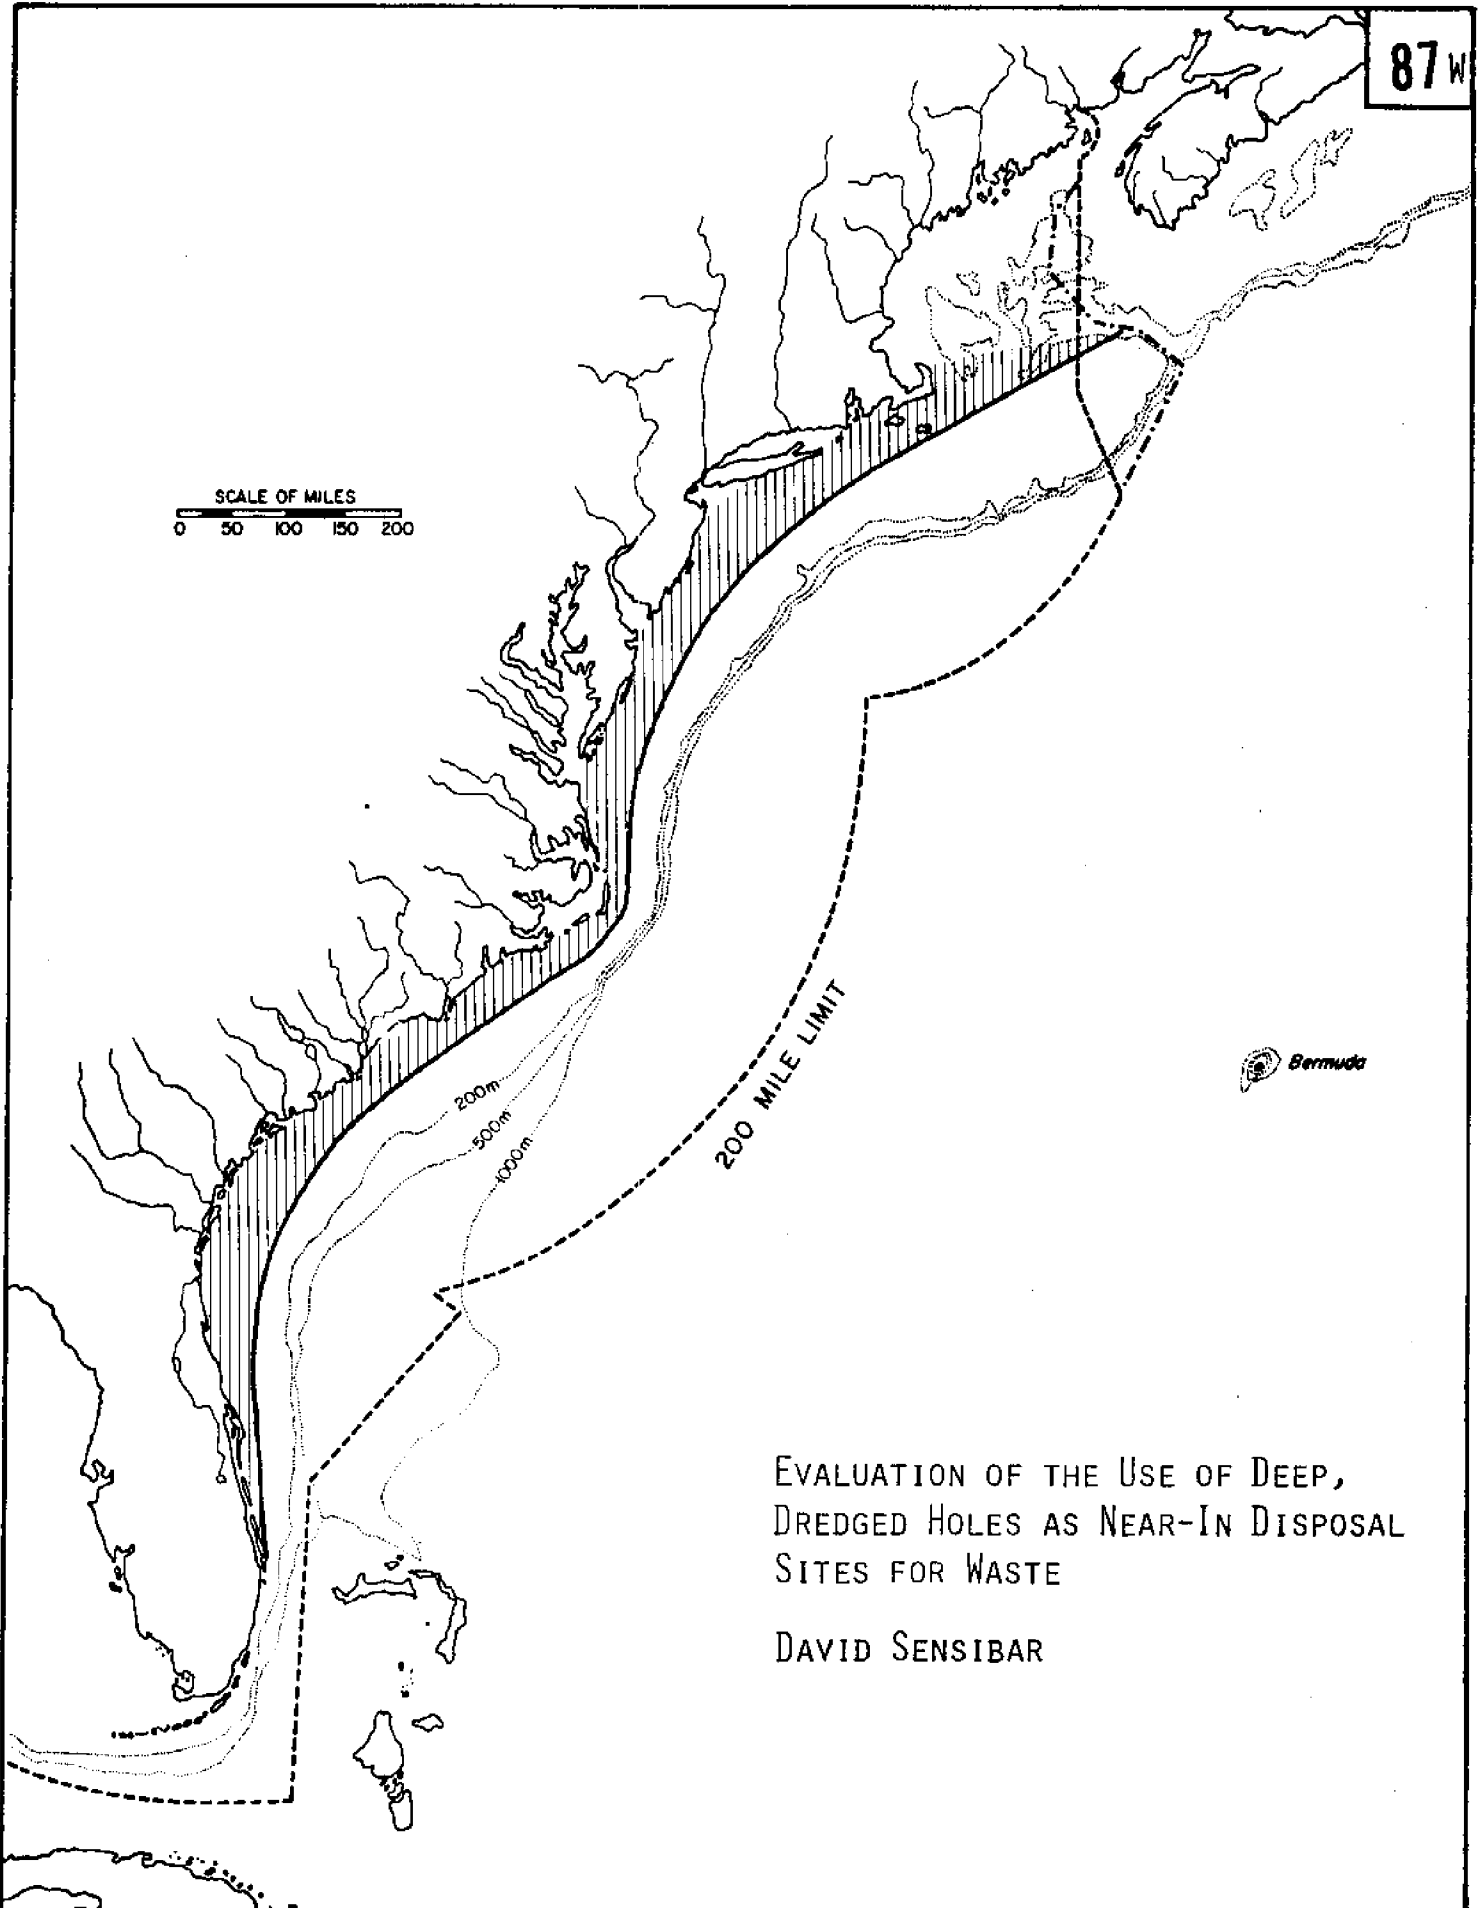 87 W
SCALE OF MILES
0 50 100 150 200
200 MILE LIMIT
Bermuda
200m
500m
1000m
EVALUATION OF THE USE OF DEEP,
DREDGED HOLES AS NEAR-IN DISPOSAL
SITES FOR WASTE
DAVID SENSIBAR